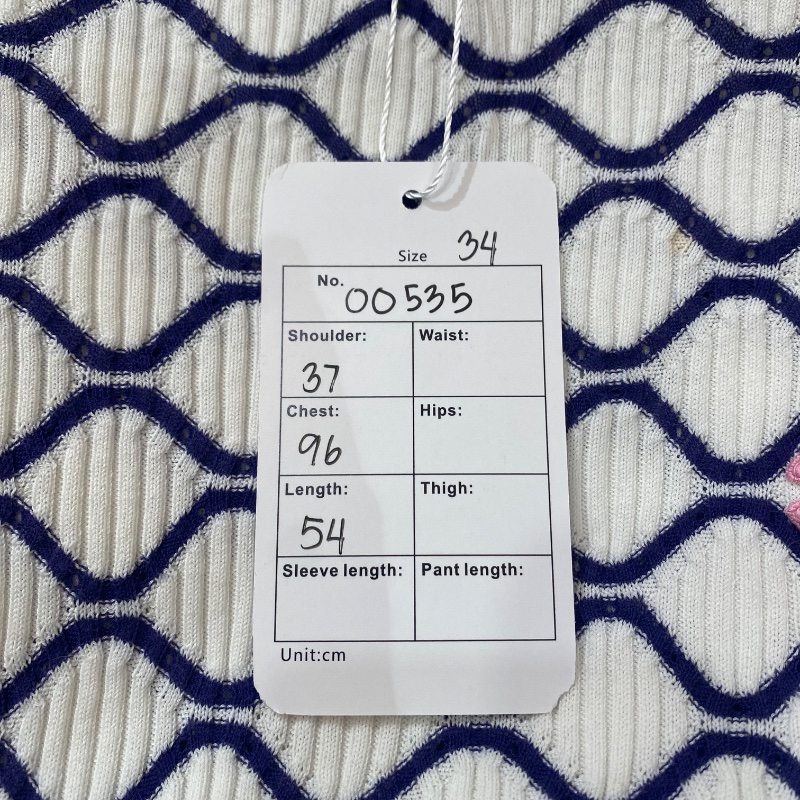 Size 34
No. 00535
Shoulder: Waist:
37
Chest: Hips:
96
Length: Thigh:
54
Sleeve length: Pant length:
Unit:cm